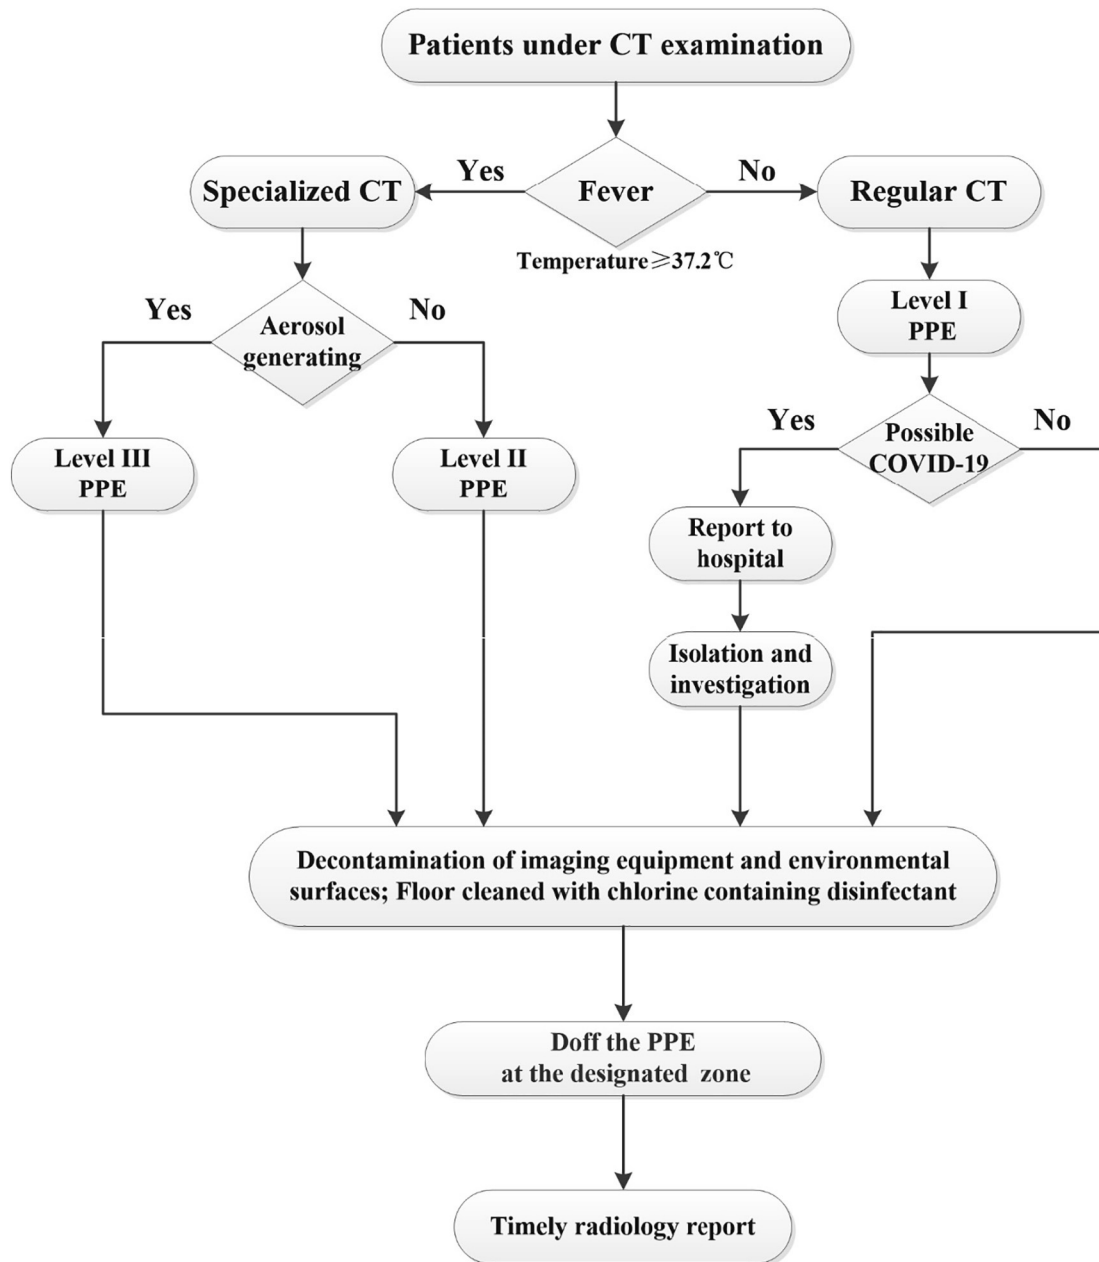 Patients under CT examination
Yes
No
Specialized CT
Fever
Regular CT
Temperature≥37.2℃
Level I
PPE
Yes
No
Aerosol
generating
Yes
No
Possible
COVID-19
Level III
PPE
Level II
PPE
Report to
hospital
Isolation and
investigation
Decontamination of imaging equipment and environmental
surfaces; Floor cleaned with chlorine containing disinfectant
Doff the PPE
at the designated zone
Timely radiology report